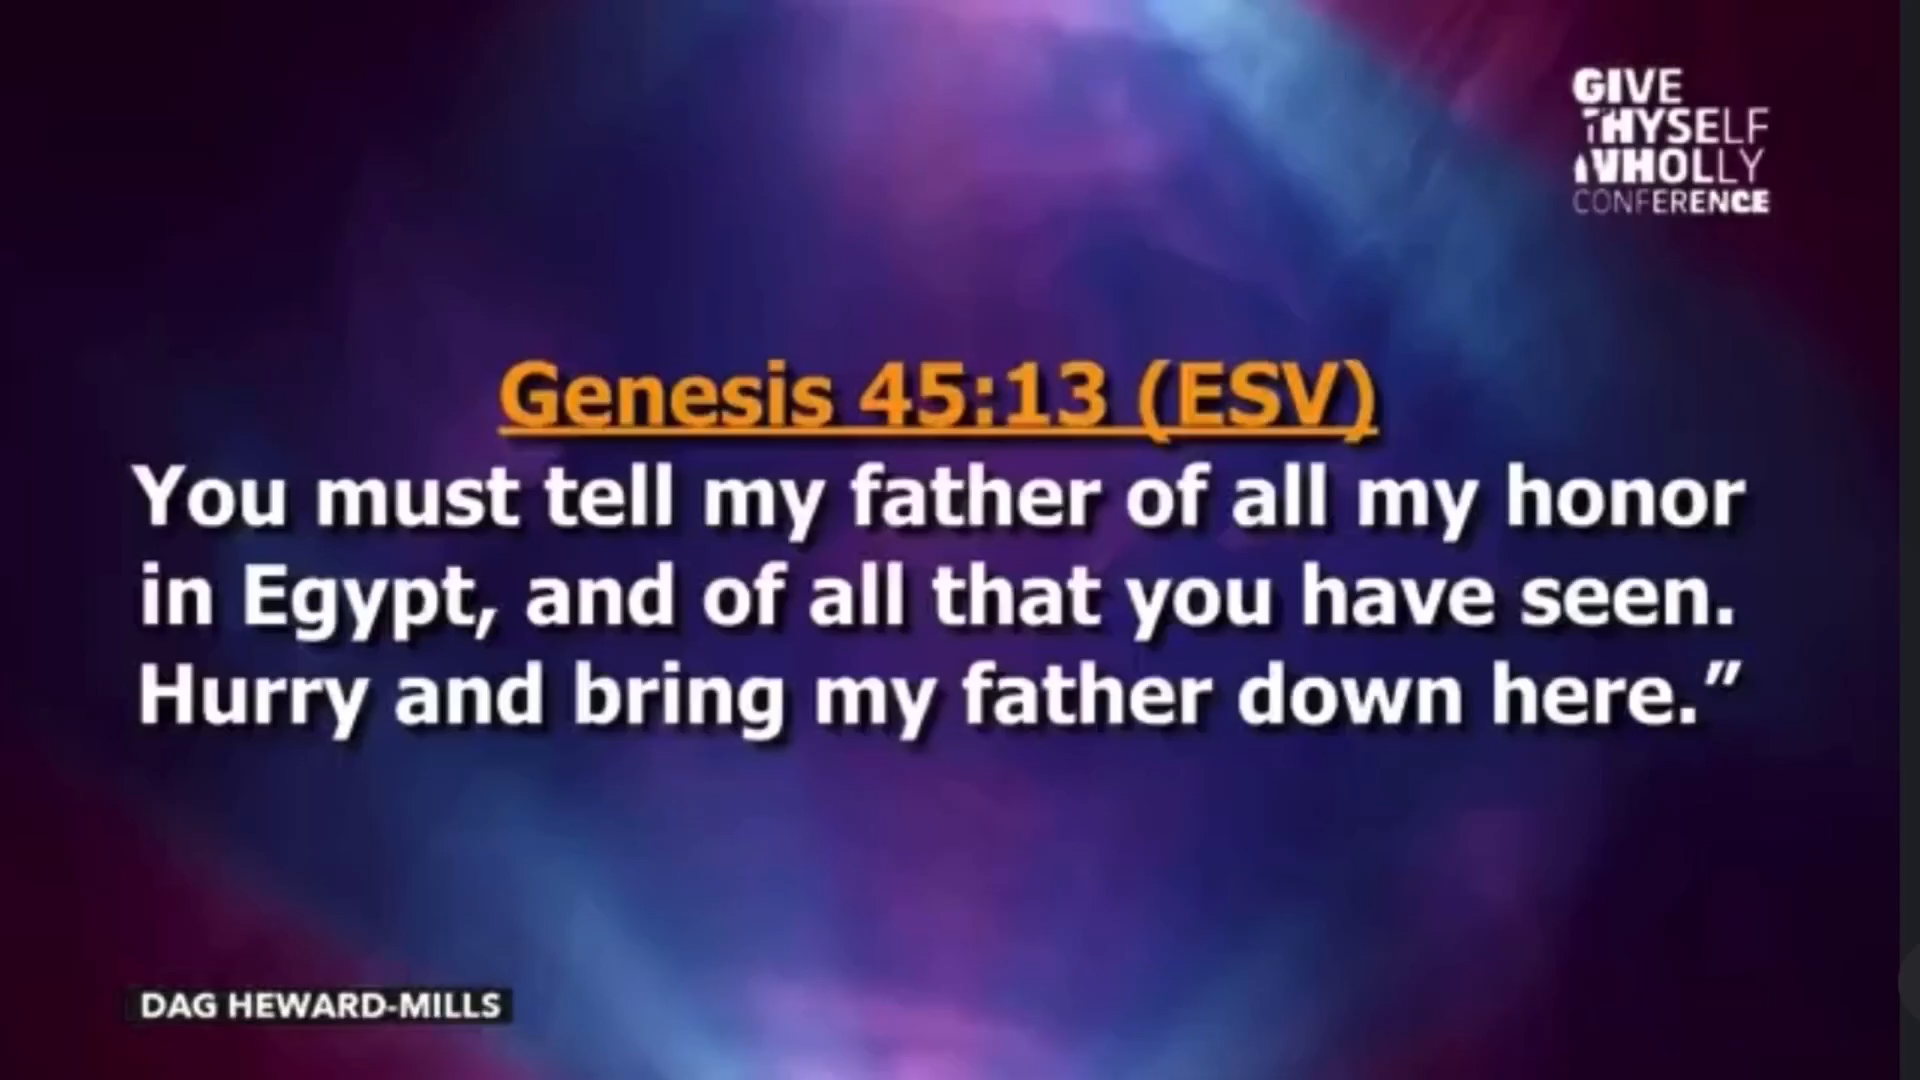 GIVE
THYSELF
WHOLLY
CONFERENCE
Genesis 45:13 (ESV)
You must tell my father of all my honor
in Egypt, and of all that you have seen.
Hurry and bring my father down here.”
DAG HEWARD-MILLS